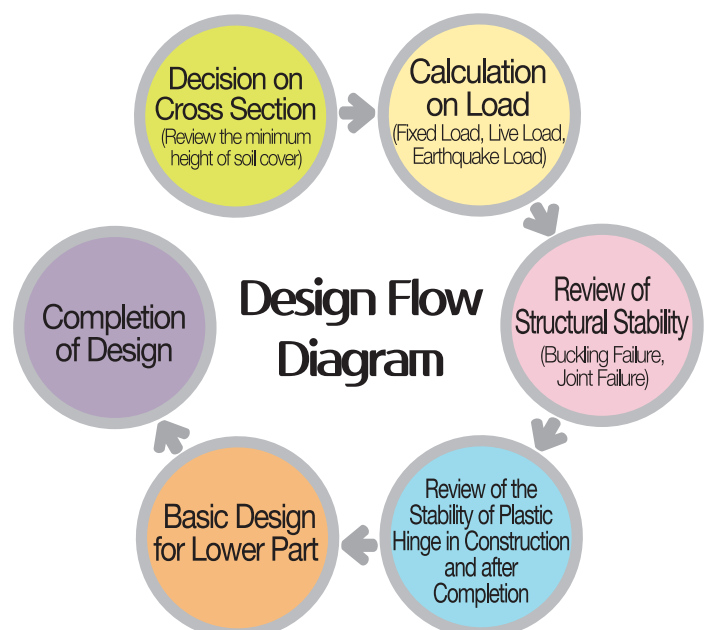 Decision on
Cross Section
(Review the minimum
height of soil cover)
Calculation
on Load
(Fixed Load, Live Load,
Earthquake Load)
Design Flow
Diagram
Review of
Structural Stability
(Buckling Failure,
Joint Failure)
Review of the
Stability of Plastic
Hinge in Construction
and after
Completion
Basic Design
for Lower Part
Completion
of Design